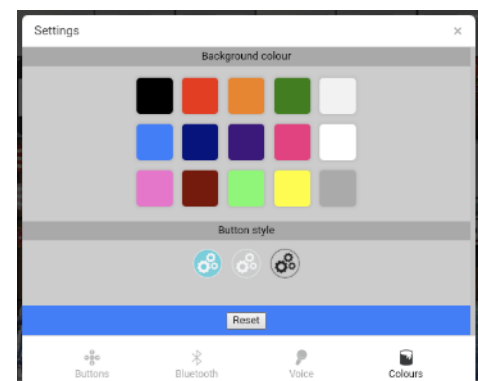 Settings ×
Background colour
Button style
Reset
Buttons Bluetooth Voice Colours